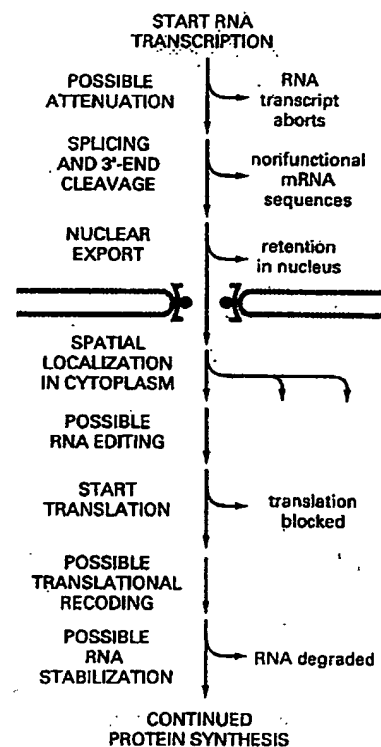 START RNA
TRANSCRIPTION
POSSIBLE
ATTENUATION
RNA
transcript
aborts
SPLICING
AND 3'-END
CLEAVAGE
nonfunctional
mRNA
sequences
NUCLEAR
EXPORT
retention
in nucleus
SPATIAL
LOCALIZATION
IN CYTOPLASM
POSSIBLE
RNA EDITING
START
TRANSLATION
translation
blocked
POSSIBLE
TRANSLATIONAL
RECODING
POSSIBLE
RNA
STABILIZATION
RNA degraded
CONTINUED
PROTEIN SYNTHESIS